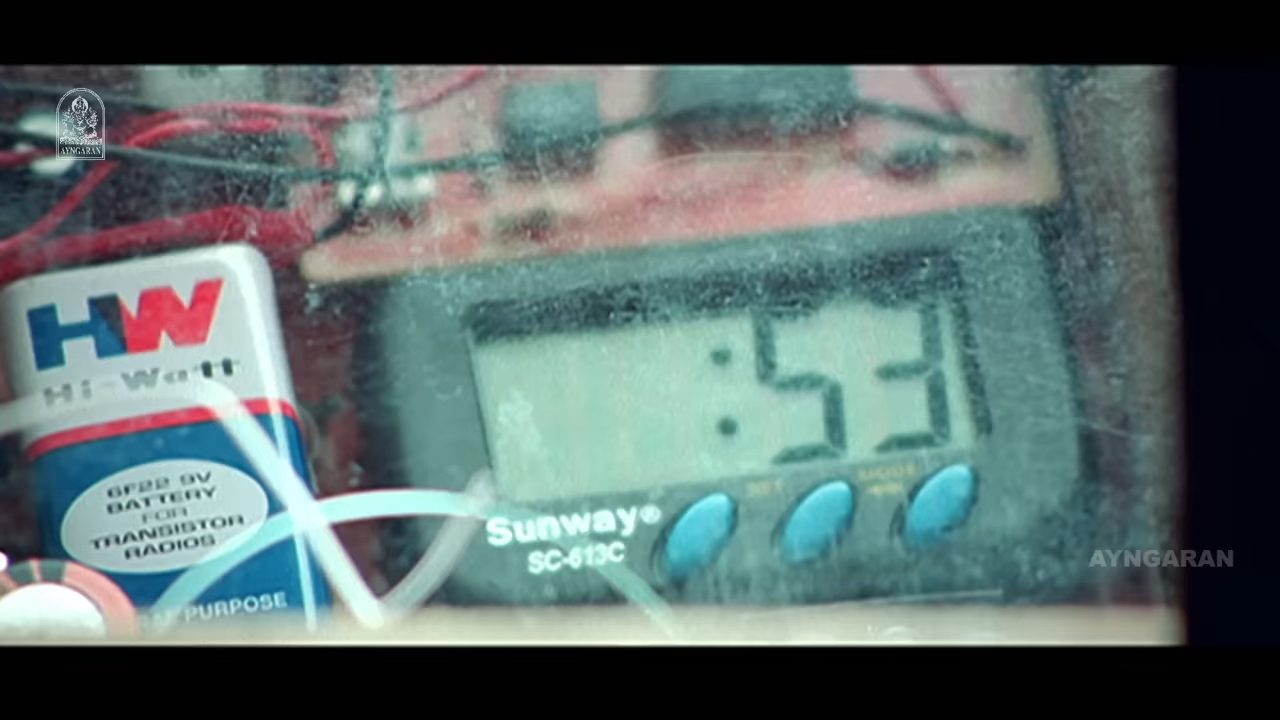 AYNGARAN
HW
Hi-Watt
6F22 9V
BATTERY
FOR
TRANSISTOR
RADIOS
PURPOSE
:53
Sunway®
SC-613C
AYNGARAN